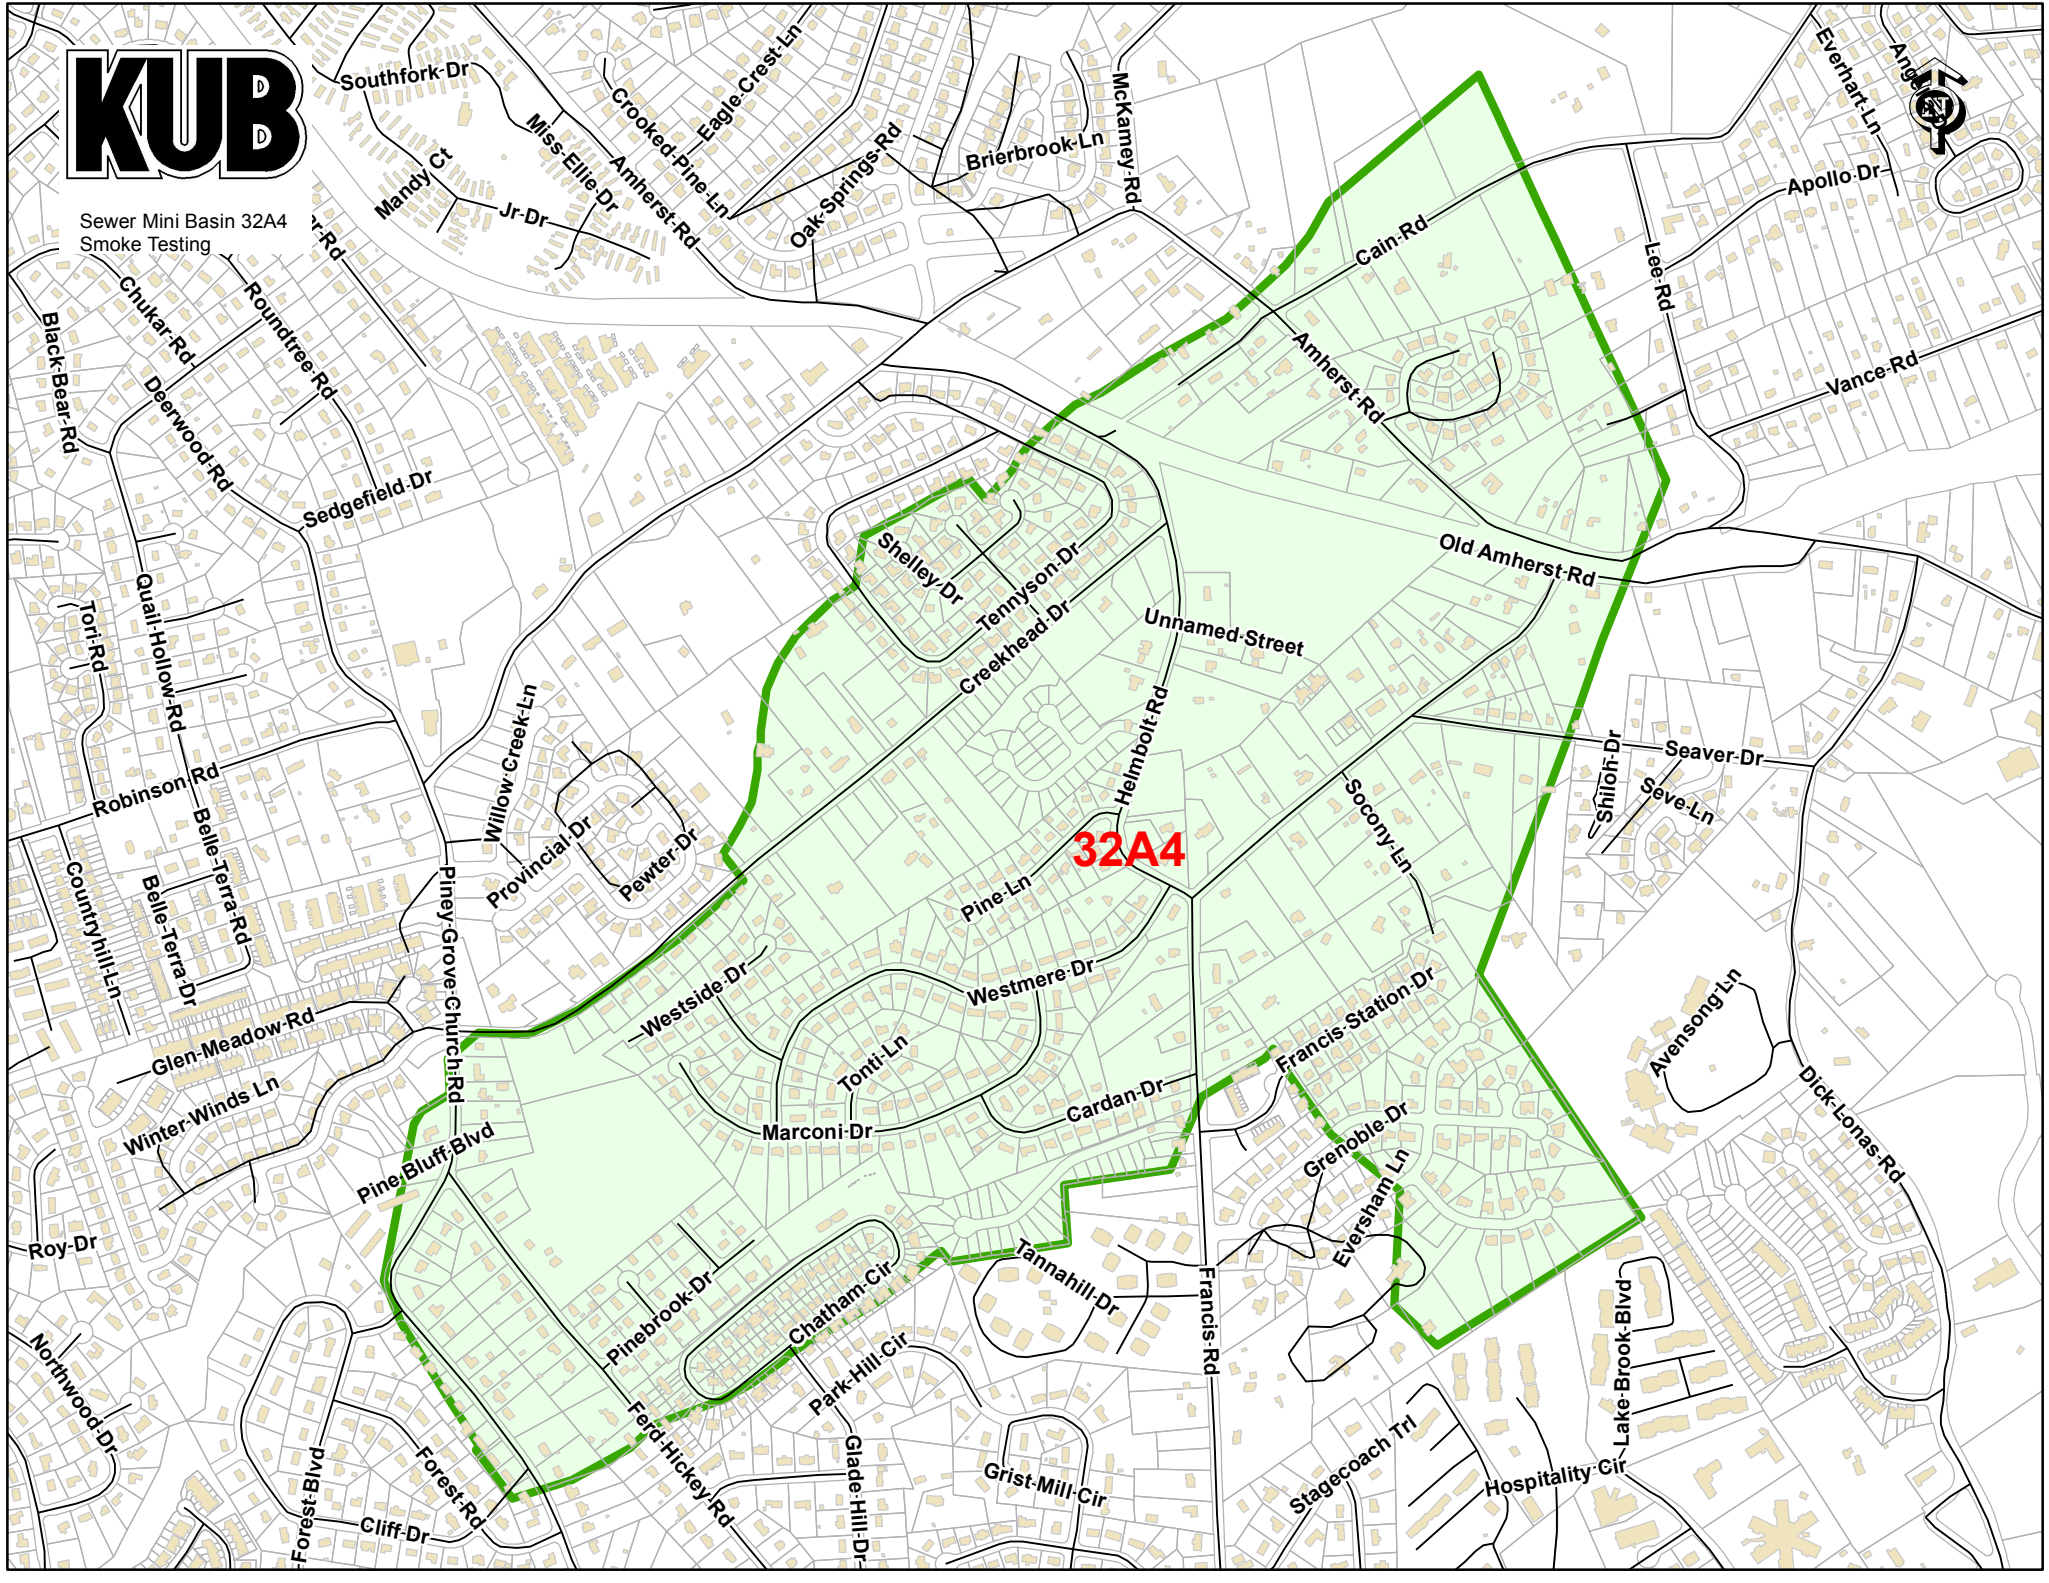 KUB
Sewer Mini Basin 32A4
Smoke Testing
Southfork Dr
Crooked Pine Ln
Eagle Crest Ln
McKamey Rd
Everhart Ln
Miss Ellie Dr
Amherst Rd
Oak Springs Rd
Brierbrook Ln
Apollo Dr
Mandy Ct
Jr Dr
er Rd
Cain Rd
Lee Rd
Chukar Rd
Roundtree Rd
Black Bear Rd
Amherst Rd
Vance Rd
Deerwood Rd
Sedgefield Dr
Old Amherst Rd
Shelley Dr
Tennyson Dr
Creekhead Dr
Unnamed Street
Tori Rd
Quail Hollow Rd
Helmbolt Rd
Willow Creek Ln
Robinson Rd
Seaver Dr
Shiloh Dr
Seve Ln
Socony Ln
Provincial Dr
Pewter Dr
32A4
Pine Ln
Belle Terra Rd
Belle Terra Dr
Countryhill Ln
Piney Grove Church Rd
Westside Dr
Westmere Dr
Francis Station Dr
Avensong Ln
Glen Meadow Rd
Tonti Ln
Cardan Dr
Winter Winds Ln
Marconi Dr
Grenoble Dr
Dick Lonas Rd
Pine Bluff Blvd
Eversham Ln
Roy Dr
Tannahill Dr
Pinebrook Dr
Chatham Cir
Francis Rd
Lake Brook Blvd
Northwood Dr
Park Hill Cir
Ferd Hickey Rd
Forest Rd
Forest Blvd
Cliff Dr
Glade Hill Dr
Grist Mill Cir
Stagecoach Trl
Hospitality Cir